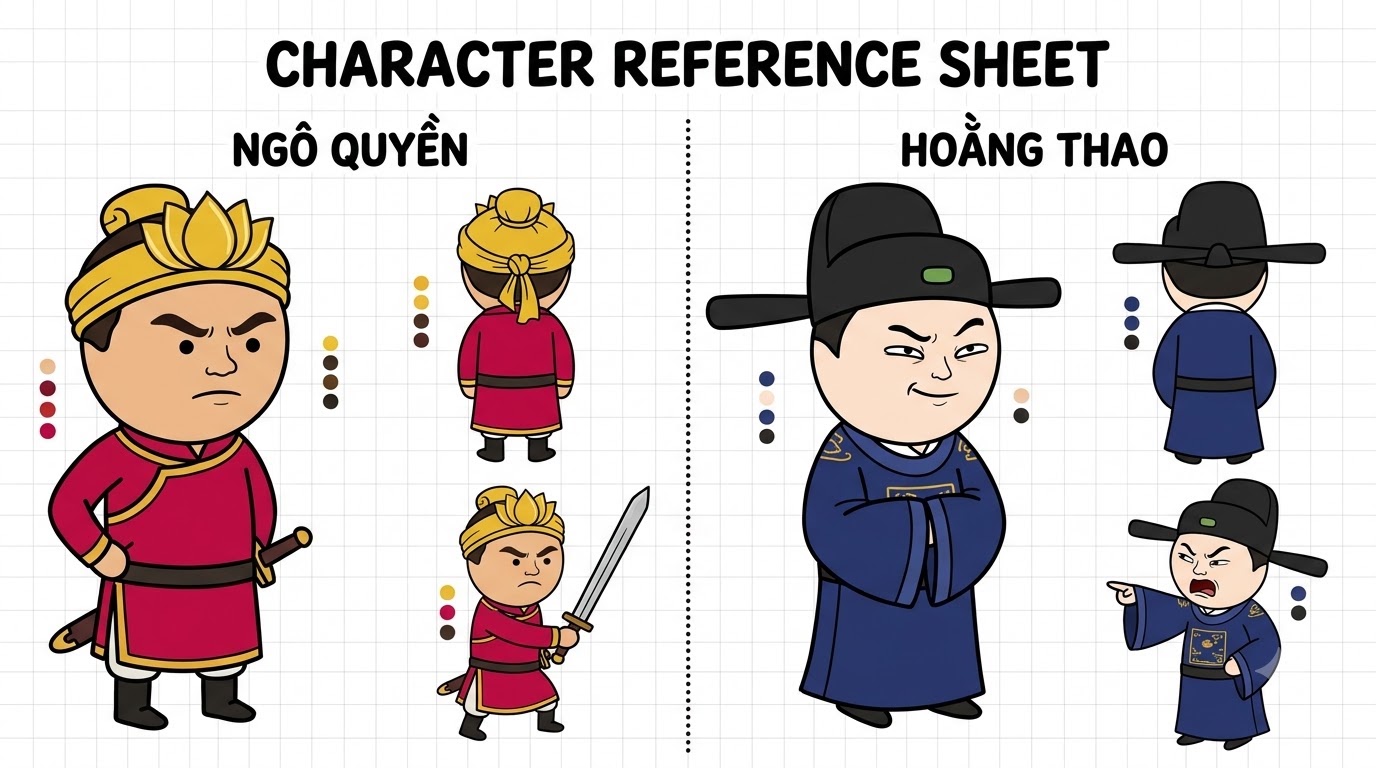 CHARACTER REFERENCE SHEET
NGÔ QUYỀN
HOẰNG THAO